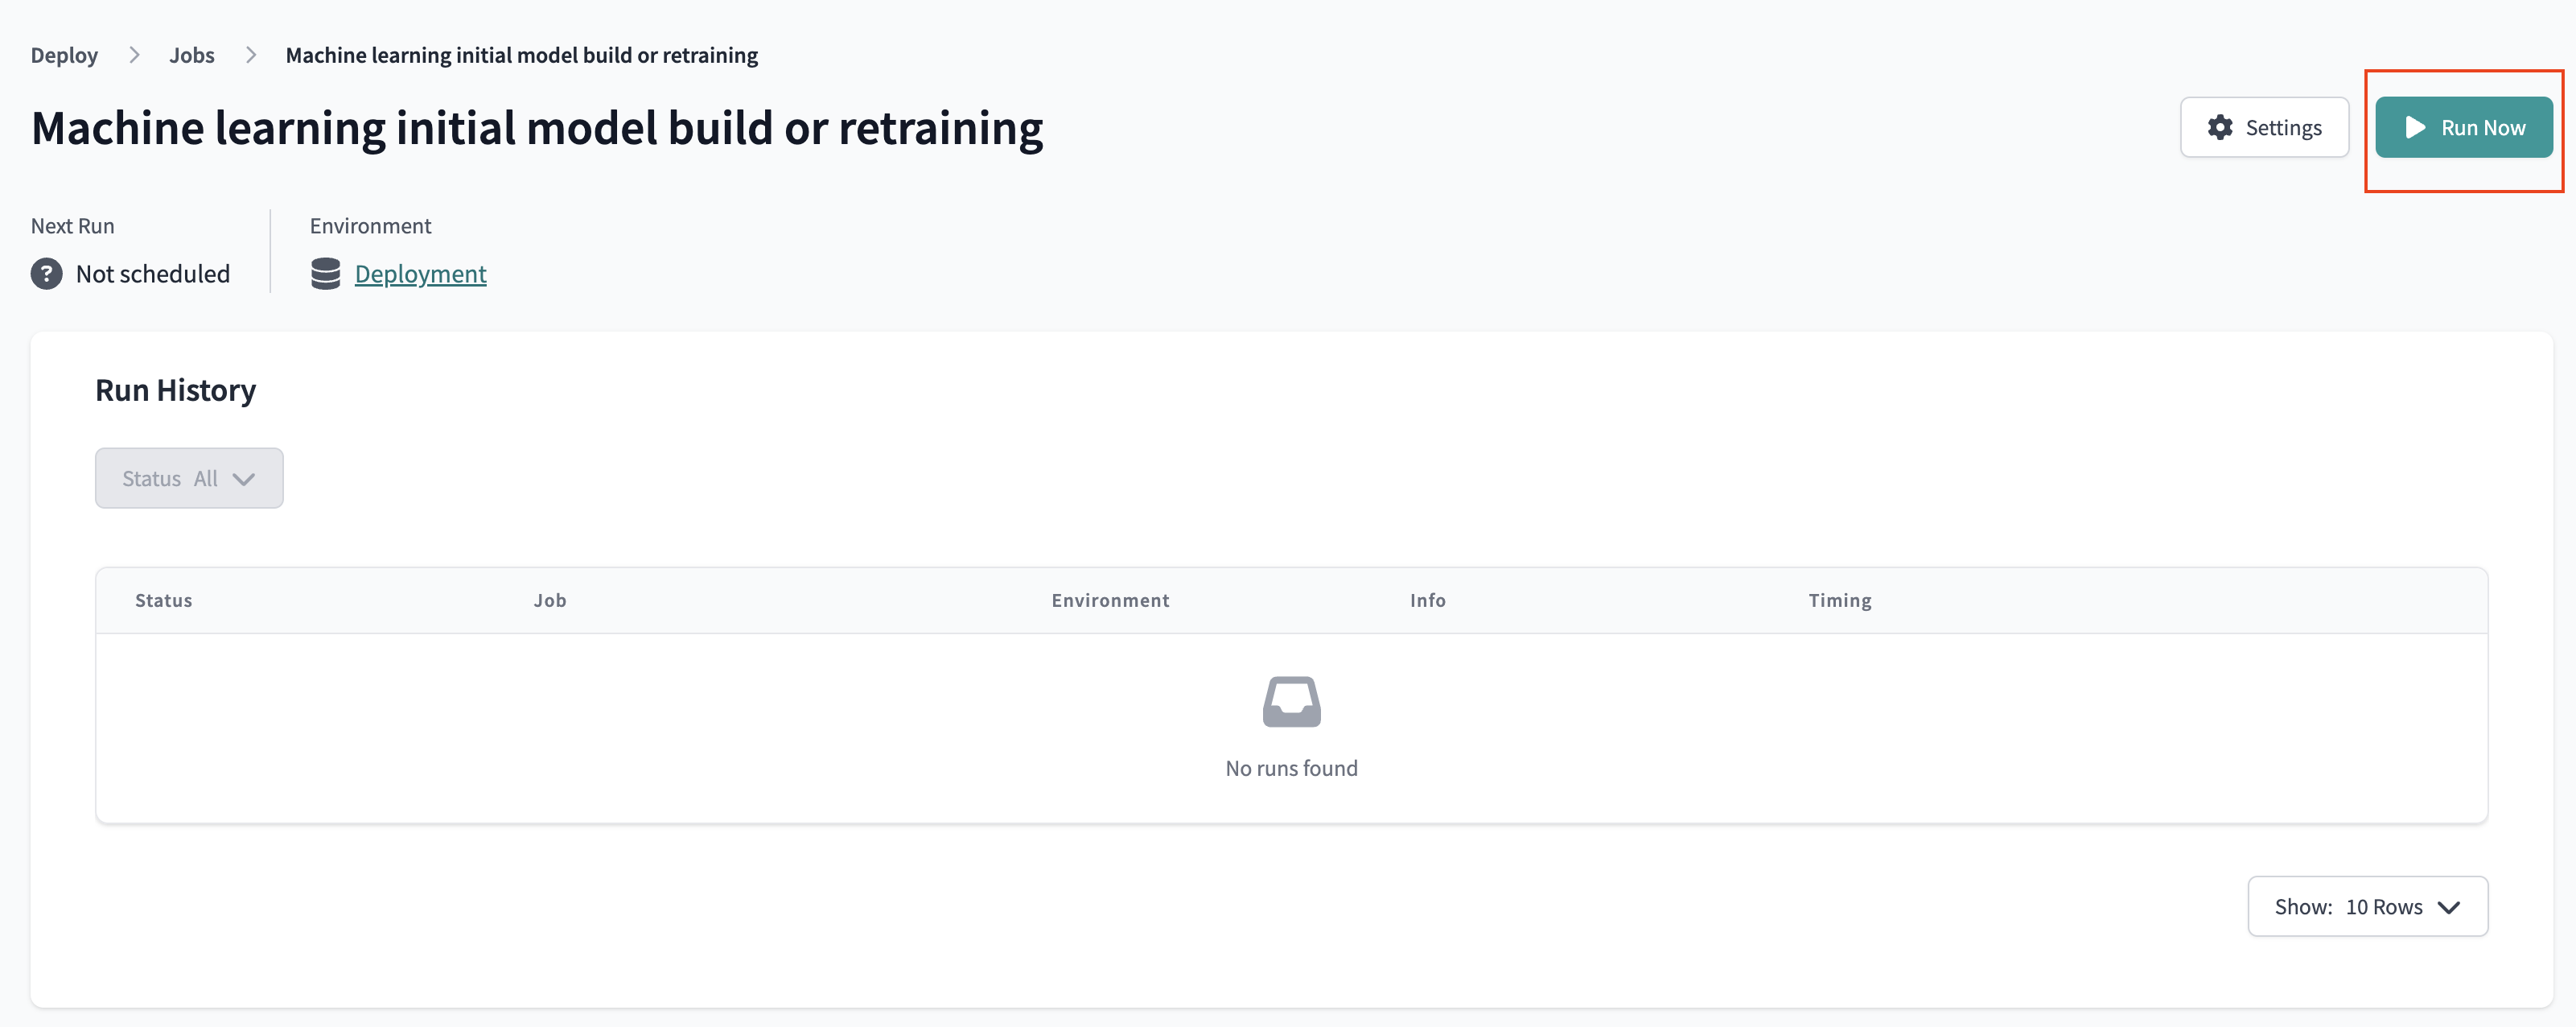 Deploy > Jobs > Machine learning initial model build or retraining
Machine learning initial model build or retraining
Settings
Run Now
Next Run
Environment
? Not scheduled
Deployment
Run History
Status All
Status Job Environment Info Timing
No runs found
Show: 10 Rows